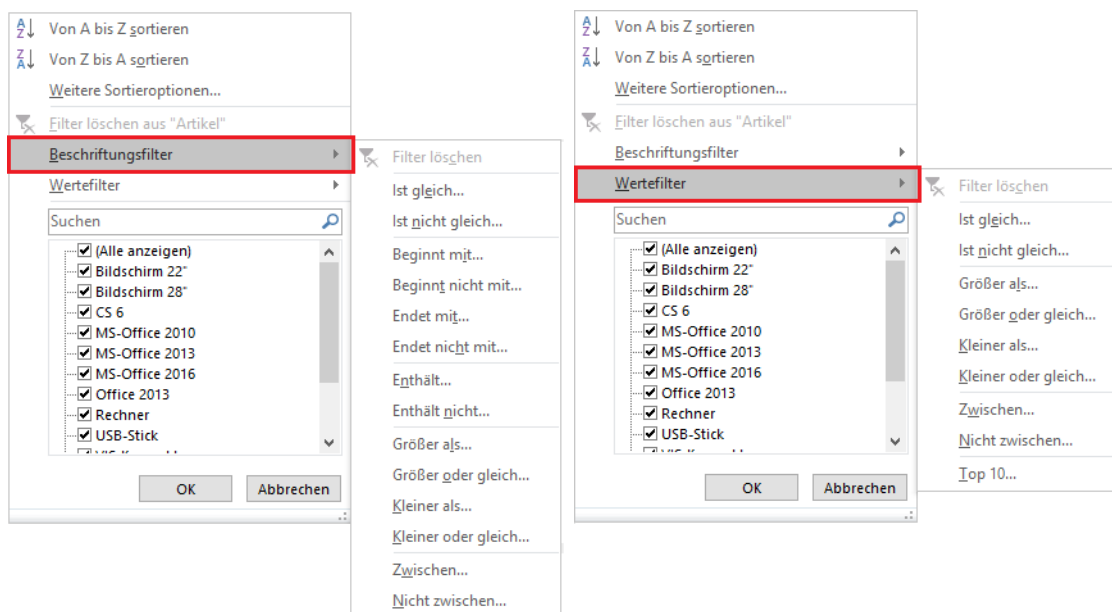 Von A bis Z sortieren
Von Z bis A sortieren
Weitere Sortieroptionen...
Filter löschen aus "Artikel"
Beschriftungsfilter
Wertefilter
Suchen
(Alle anzeigen)
Bildschirm 22"
Bildschirm 28"
CS 6
MS-Office 2010
MS-Office 2013
MS-Office 2016
Office 2013
Rechner
USB-Stick
OK
Abbrechen
Filter löschen
Ist gleich...
Ist nicht gleich...
Beginnt mit...
Beginnt nicht mit...
Endet mit...
Endet nicht mit...
Enthält...
Enthält nicht...
Größer als...
Größer oder gleich...
Kleiner als...
Kleiner oder gleich...
Zwischen...
Nicht zwischen...
Von A bis Z sortieren
Von Z bis A sortieren
Weitere Sortieroptionen...
Filter löschen aus "Artikel"
Beschriftungsfilter
Wertefilter
Suchen
(Alle anzeigen)
Bildschirm 22"
Bildschirm 28"
CS 6
MS-Office 2010
MS-Office 2013
MS-Office 2016
Office 2013
Rechner
USB-Stick
OK
Abbrechen
Filter löschen
Ist gleich...
Ist nicht gleich...
Größer als...
Größer oder gleich...
Kleiner als...
Kleiner oder gleich...
Zwischen...
Nicht zwischen...
Top 10...